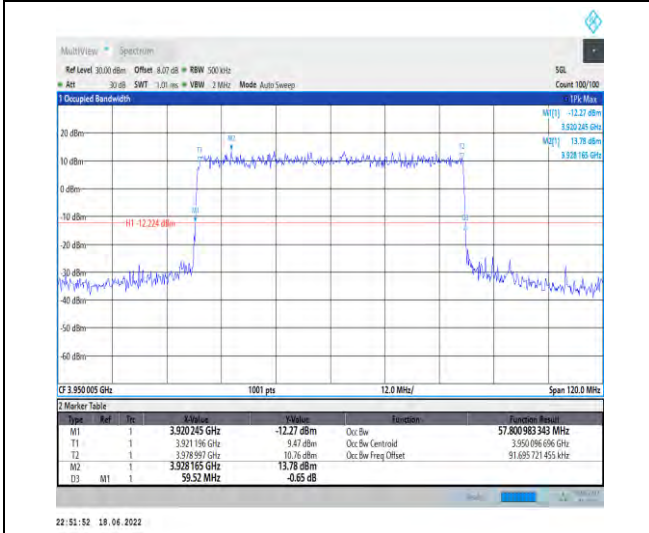 MultiView Spectrum
Ref Level 30.00 dBm Offset 8.07 dB RBW 500 kHz SGL
Att 30 dB SWT 1.01 ms VBW 2 MHz Mode Auto Sweep Count 100/100
1 Occupied Bandwidth 1Pk Max
M1[1] -12.27 dBm
3.920 245 GHz
M2[1] 13.78 dBm
3.928 165 GHz
20 dBm
M2
T1
T2
10 dBm
0 dBm
-10 dBm
M1
H1 -12.224 dBm
-20 dBm
-30 dBm
-40 dBm
-50 dBm
-60 dBm
CF 3.950 005 GHz 1001 pts 12.0 MHz/ Span 120.0 MHz
2 Marker Table
Type Ref Trc X-Value Y-Value Function Function Result
M1 1 3.920 245 GHz -12.27 dBm Occ Bw 57.800 983 343 MHz
T1 1 3.921 196 GHz 9.47 dBm Occ Bw Centroid 3.950 096 696 GHz
T2 1 3.978 997 GHz 10.76 dBm Occ Bw Freq Offset 91.695 721 455 kHz
M2 1 3.928 165 GHz 13.78 dBm
D3 M1 1 59.52 MHz -0.65 dB
22:51:52 18.06.2022